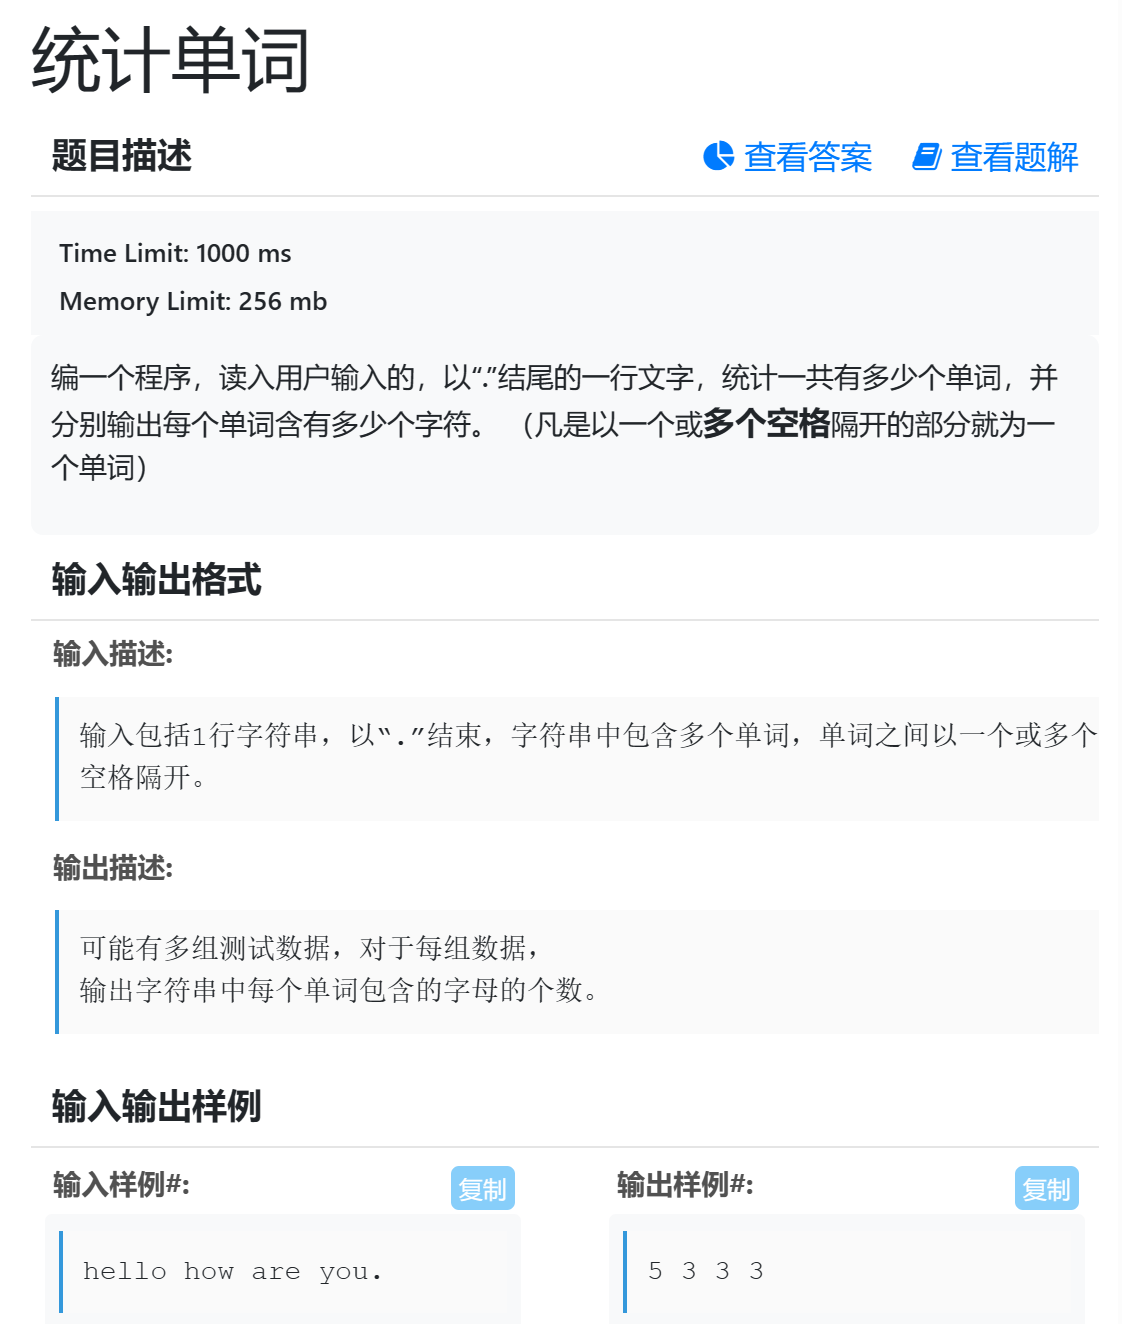 统计单词
题目描述
查看答案 查看题解
Time Limit: 1000 ms
Memory Limit: 256 mb
编一个程序，读入用户输入的，以“.”结尾的一行文字，统计一共有多少个单词，并
分别输出每个单词含有多少个字符。 （凡是以一个或多个空格隔开的部分就为一
个单词）
输入输出格式
输入描述:
输入包括1行字符串，以“.”结束，字符串中包含多个单词，单词之间以一个或多个
空格隔开。
输出描述:
可能有多组测试数据，对于每组数据，
输出字符串中每个单词包含的字母的个数。
输入输出样例
输入样例#: 复制 输出样例#: 复制
hello how are you. 5 3 3 3